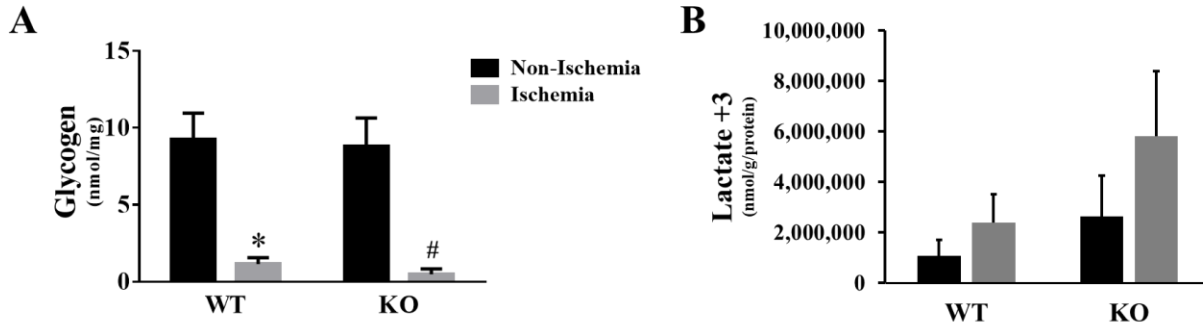 A
Glycogen
(nmol/mg)
15
10
5
0
*
#
WT
KO
Non-Ischemia
Ischemia
B
Lactate +3
(nmol/g/protein)
10,000,000
8,000,000
6,000,000
4,000,000
2,000,000
0
WT
KO